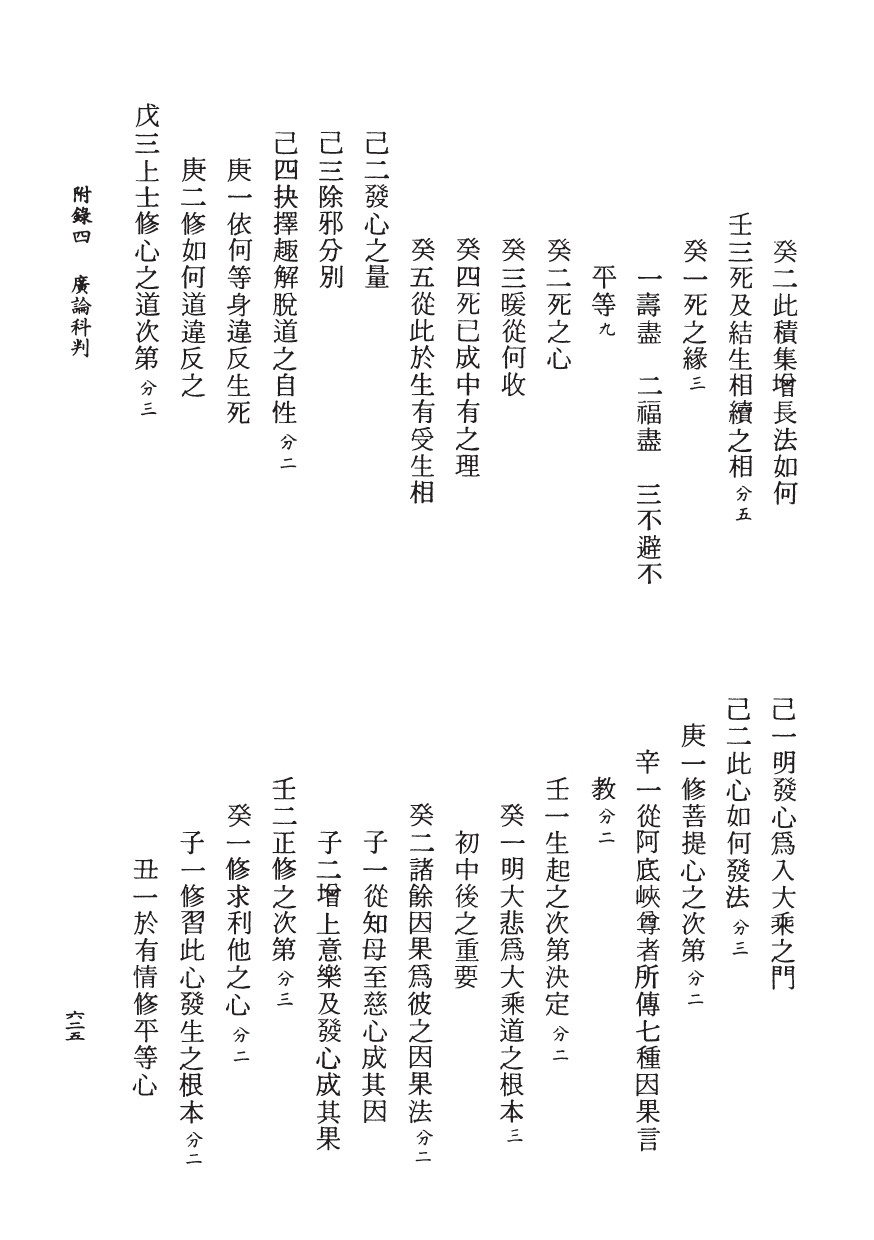 癸二此積集增長法如何
壬三死及結生相續之相 分五
癸一死之緣 三
一壽盡 二福盡 三不避不
平等 九
癸二死之心
癸三暖從何收
癸四死已成中有之理
癸五從此於生有受生相
己二發心之量
己三除邪分別
己四抉擇趣解脫道之自性 分二
庚一依何等身違反生死
庚二修如何道違反之
戊三上士修心之道次第 分三
己一明發心爲入大乘之門
己二此心如何發法 分三
庚一修菩提心之次第 分二
辛一從阿底峽尊者所傳七種因果言
教 分二
壬一生起之次第決定 分二
癸一明大悲爲大乘道之根本 三
初中後之重要
癸二諸餘因果爲彼之因果法 分二
子一從知母至慈心成其因
子二增上意樂及發心成其果
壬二正修之次第 分三
癸一修求利他之心 分二
子一修習此心發生之根本 分二
丑一於有情修平等心
附錄四 廣論科判
六二五